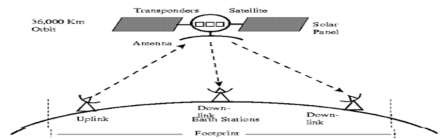 Transponders
Satellite
36,000 Km
Orbit
Solar
Panel
Antenna
Uplink
Down-
link
Earth Stations
Down-
link
Footprint